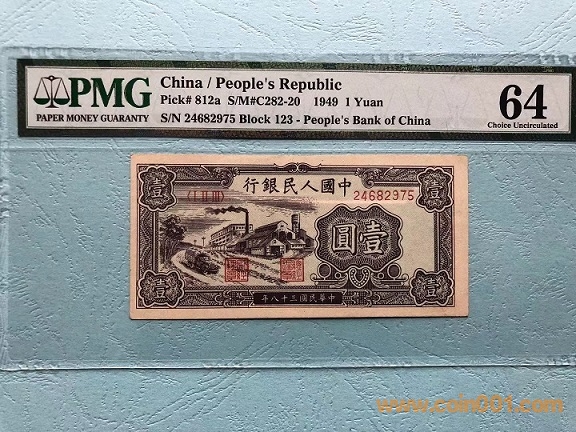 PMG
PAPER MONEY GUARANTY
China / People's Republic
Pick# 812a S/M#C282-20 1949 1 Yuan
S/N 24682975 Block 123 - People's Bank of China
64
Choice Uncirculated
行銀民人國中
(ⅠⅡⅢ)
24682975
壹
壹
圓壹
壹
壹
年八十三國民華中
www.coin001.com